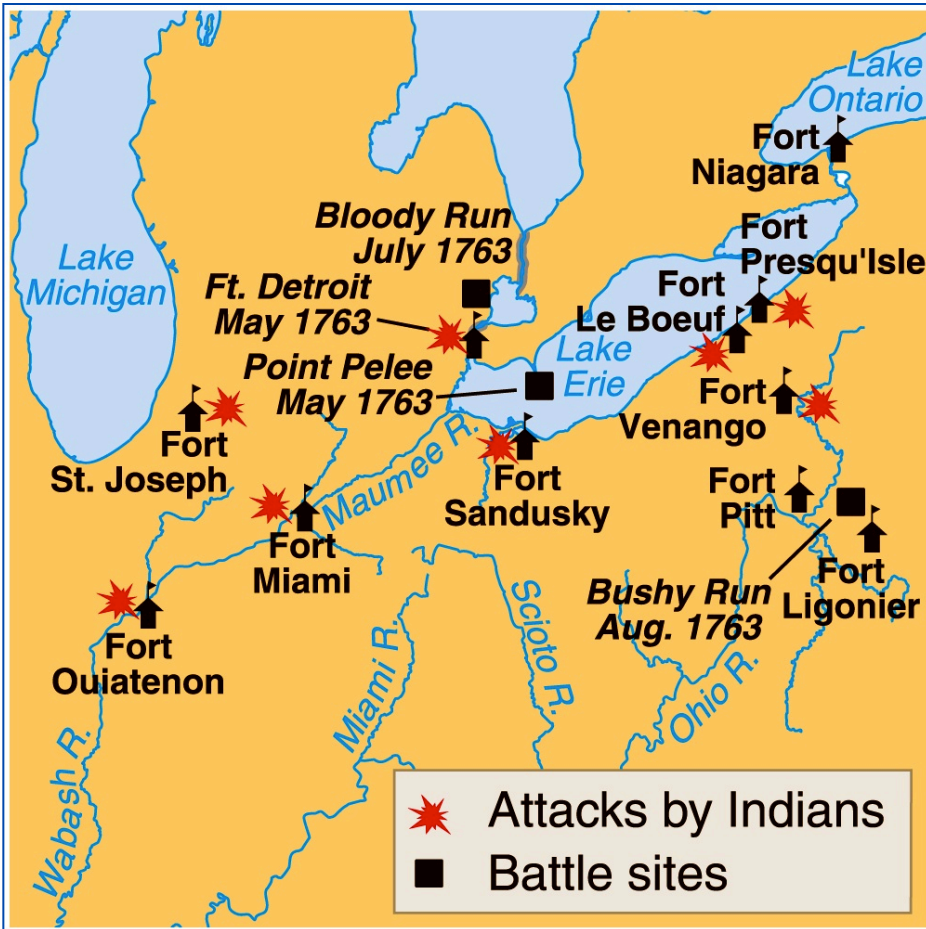 Lake
Ontario
Fort
Niagara
Bloody Run
July 1763
Fort
Presqu'Isle
Lake
Michigan
Ft. Detroit
May 1763
Fort
Le Boeuf
Point Pelee
May 1763
Lake
Erie
Fort
Venango
Fort
St. Joseph
Maumee R.
Fort
Sandusky
Fort
Pitt
Fort
Miami
Bushy Run
Aug. 1763
Fort
Ligonier
Fort
Ouiatenon
Scioto R.
Miami R.
Ohio R.
Wabash R.
Attacks by Indians
Battle sites